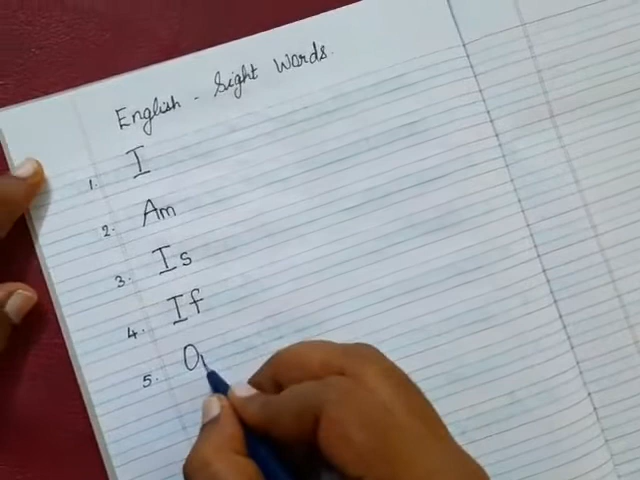 English - Sight Words.
1. I
2. Am
3. Is
4. If
5. O